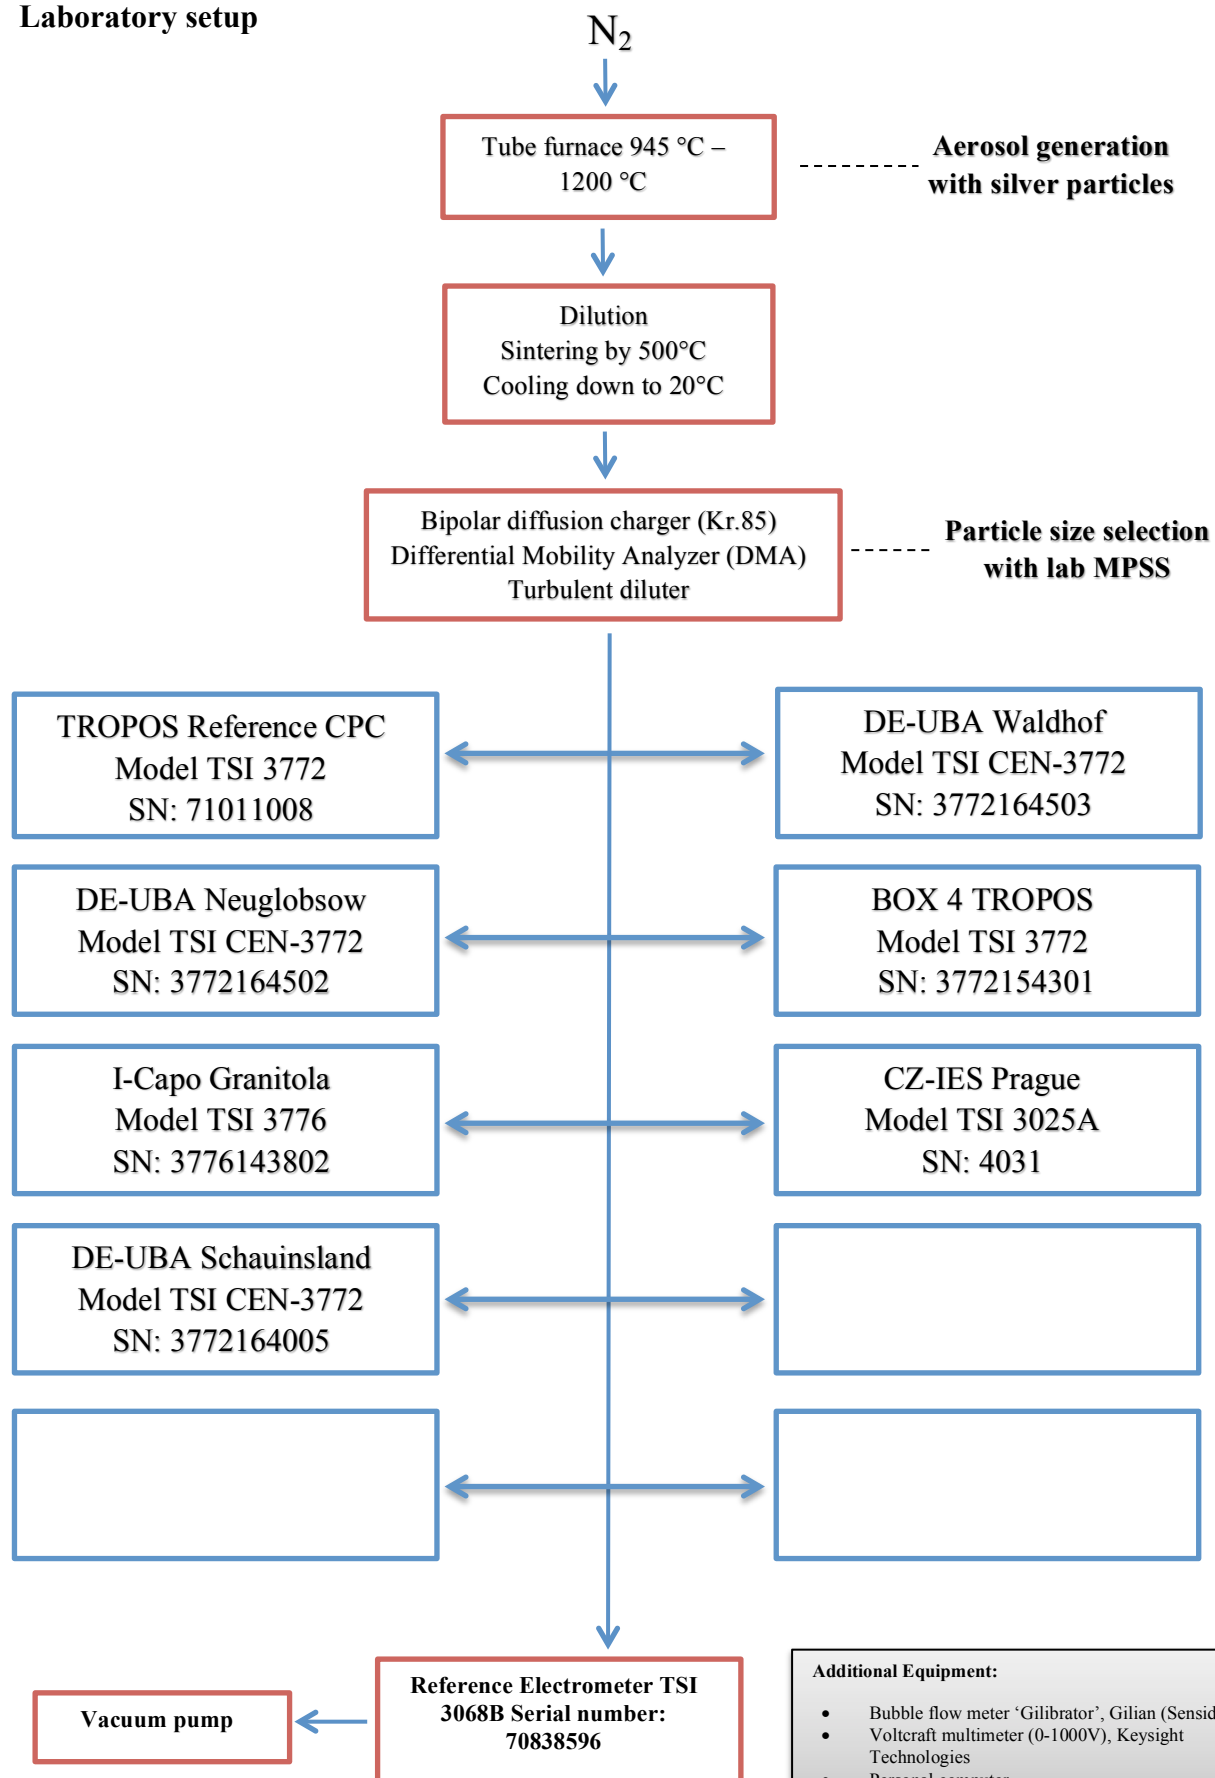 Laboratory setup
N₂
Tube furnace 945 °C –
1200 °C
Aerosol generation
with silver particles
Dilution
Sintering by 500°C
Cooling down to 20°C
Bipolar diffusion charger (Kr.85)
Differential Mobility Analyzer (DMA)
Turbulent diluter
Particle size selection
with lab MPSS
TROPOS Reference CPC
Model TSI 3772
SN: 71011008
DE-UBA Waldhof
Model TSI CEN-3772
SN: 3772164503
DE-UBA Neuglobsow
Model TSI CEN-3772
SN: 3772164502
BOX 4 TROPOS
Model TSI 3772
SN: 3772154301
I-Capo Granitola
Model TSI 3776
SN: 3776143802
CZ-IES Prague
Model TSI 3025A
SN: 4031
DE-UBA Schauinsland
Model TSI CEN-3772
SN: 3772164005
Vacuum pump
Reference Electrometer TSI
3068B Serial number:
70838596
Additional Equipment:
• Bubble flow meter ‘Gilibrator’, Gilian (Sensid
• Voltcraft multimeter (0-1000V), Keysight
Technologies
• Personal computer